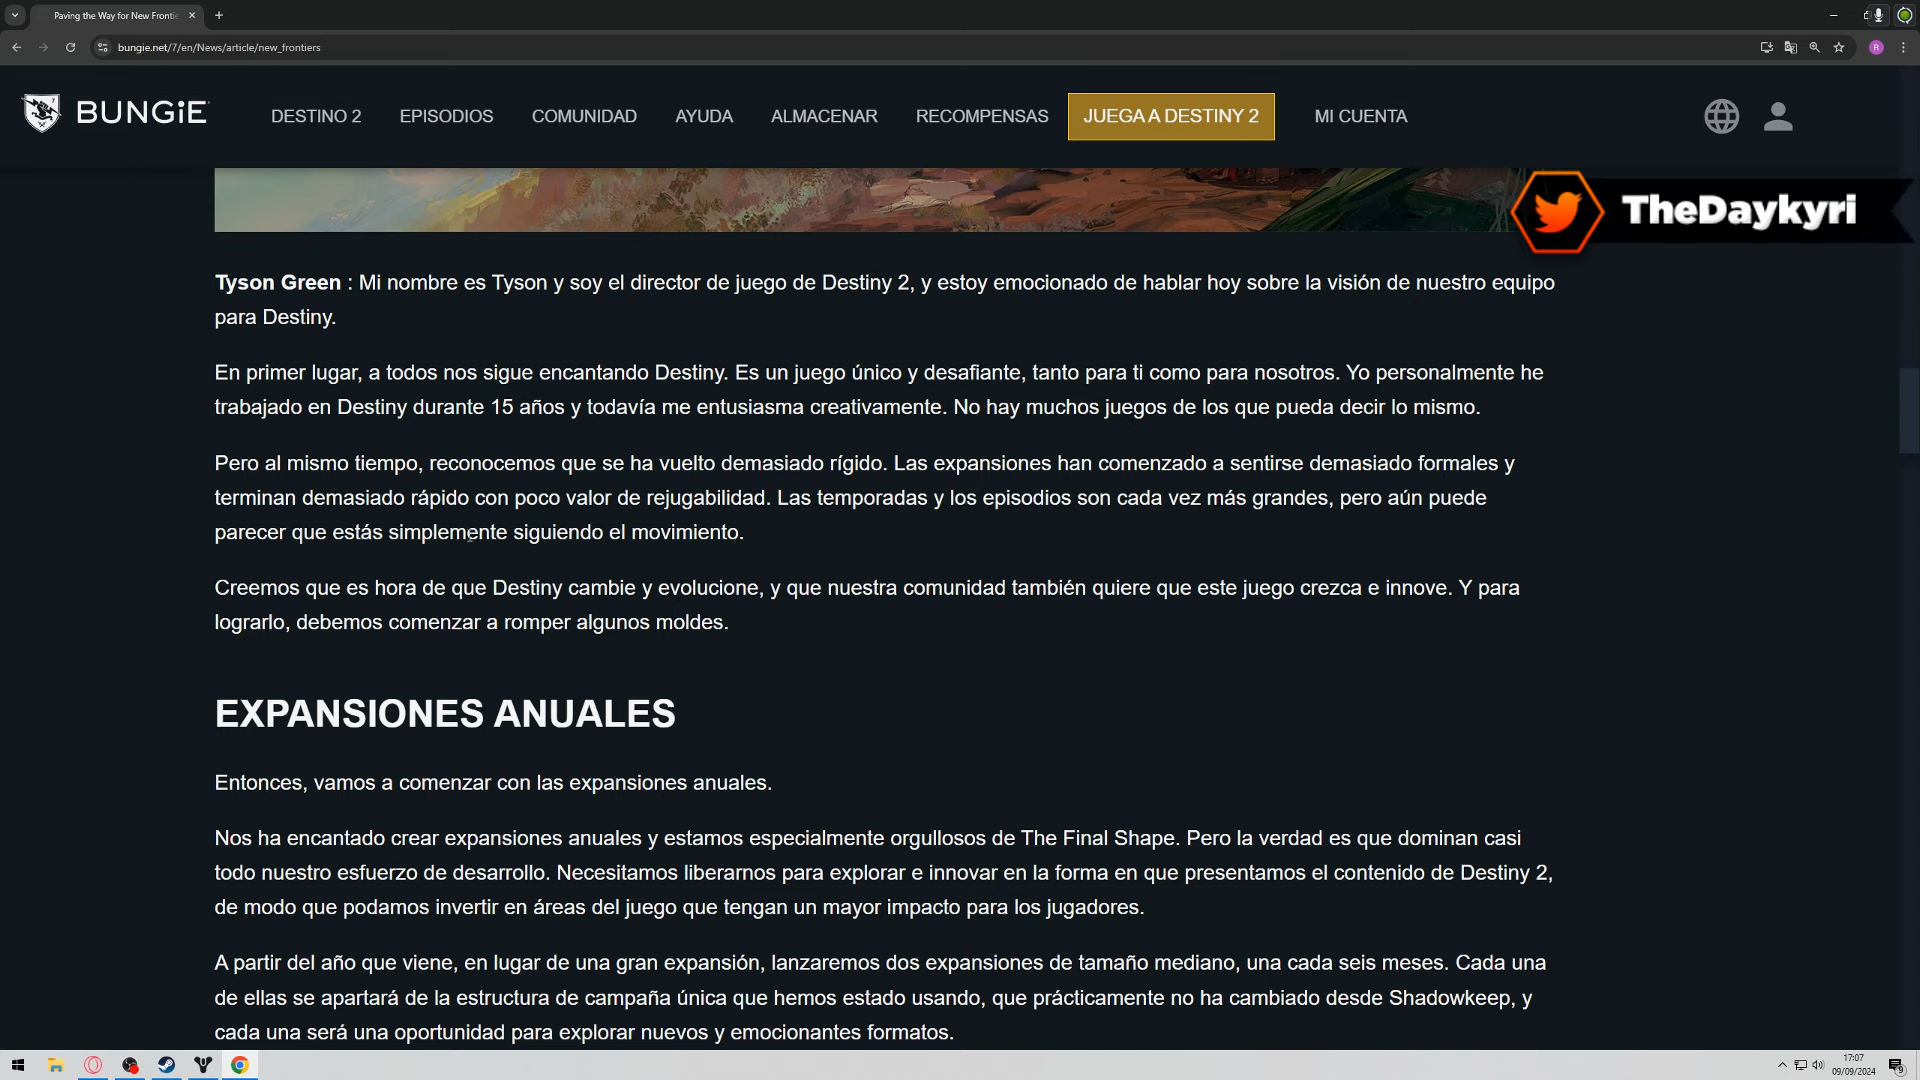 Paving the Way for New Frontie
bungie.net/7/en/News/article/new_frontiers
R
BUNGiE
DESTINO 2
EPISODIOS
COMUNIDAD
AYUDA
ALMACENAR
RECOMPENSAS
JUEGA A DESTINY 2
MI CUENTA
TheDaykyri
Tyson Green : Mi nombre es Tyson y soy el director de juego de Destiny 2, y estoy emocionado de hablar hoy sobre la visión de nuestro equipo
para Destiny.
En primer lugar, a todos nos sigue encantando Destiny. Es un juego único y desafiante, tanto para ti como para nosotros. Yo personalmente he
trabajado en Destiny durante 15 años y todavía me entusiasma creativamente. No hay muchos juegos de los que pueda decir lo mismo.
Pero al mismo tiempo, reconocemos que se ha vuelto demasiado rígido. Las expansiones han comenzado a sentirse demasiado formales y
terminan demasiado rápido con poco valor de rejugabilidad. Las temporadas y los episodios son cada vez más grandes, pero aún puede
parecer que estás simplemente siguiendo el movimiento.
Creemos que es hora de que Destiny cambie y evolucione, y que nuestra comunidad también quiere que este juego crezca e innove. Y para
lograrlo, debemos comenzar a romper algunos moldes.
EXPANSIONES ANUALES
Entonces, vamos a comenzar con las expansiones anuales.
Nos ha encantado crear expansiones anuales y estamos especialmente orgullosos de The Final Shape. Pero la verdad es que dominan casi
todo nuestro esfuerzo de desarrollo. Necesitamos liberarnos para explorar e innovar en la forma en que presentamos el contenido de Destiny 2,
de modo que podamos invertir en áreas del juego que tengan un mayor impacto para los jugadores.
A partir del año que viene, en lugar de una gran expansión, lanzaremos dos expansiones de tamaño mediano, una cada seis meses. Cada una
de ellas se apartará de la estructura de campaña única que hemos estado usando, que prácticamente no ha cambiado desde Shadowkeep, y
cada una será una oportunidad para explorar nuevos y emocionantes formatos.
17:07
09/09/2024
9